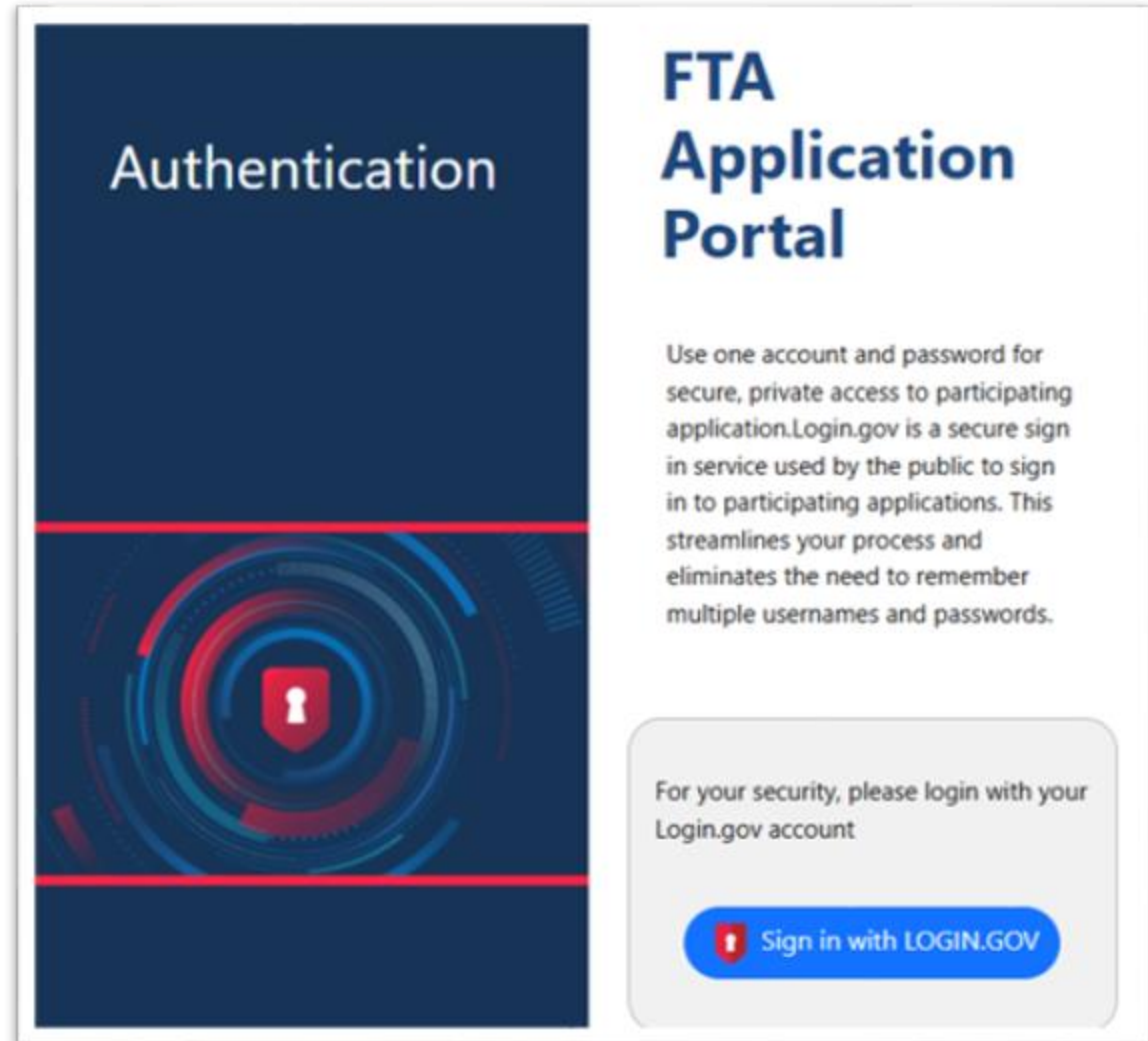 Authentication
FTA
Application
Portal
Use one account and password for
secure, private access to participating
application.Login.gov is a secure sign
in service used by the public to sign
in to participating applications. This
streamlines your process and
eliminates the need to remember
multiple usernames and passwords.
For your security, please login with your
Login.gov account
Sign in with LOGIN.GOV